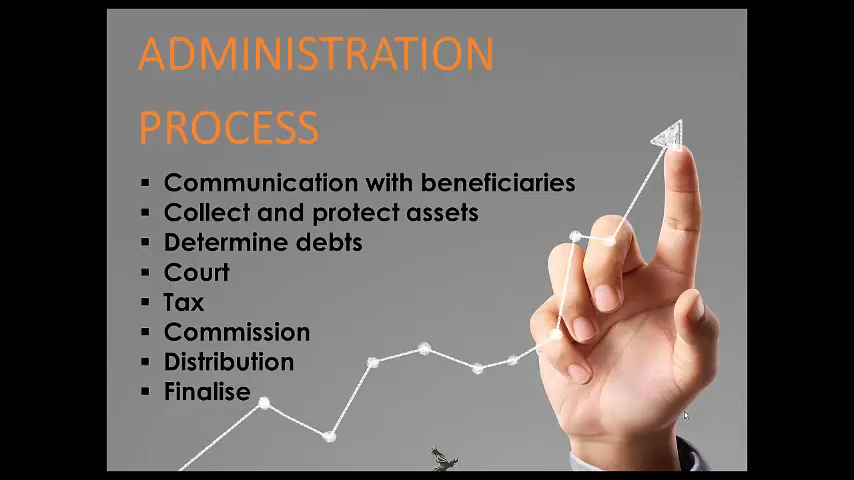 ADMINISTRATION
PROCESS
▪ Communication with beneficiaries
▪ Collect and protect assets
▪ Determine debts
▪ Court
▪ Tax
▪ Commission
▪ Distribution
▪ Finalise